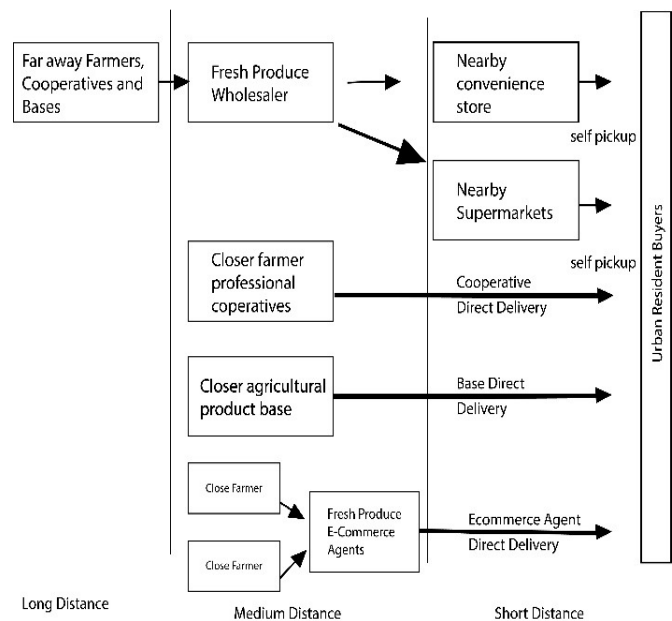 Far away Farmers,
Cooperatives and
Bases
Fresh Produce
Wholesaler
Nearby
convenience
store
self pickup
Nearby
Supermarkets
self pickup
Closer farmer
professional
coperatives
Cooperative
Direct Delivery
Closer agricultural
product base
Base Direct
Delivery
Close Farmer
Fresh Produce
E-Commerce
Agents
Close Farmer
Ecommerce Agent
Direct Delivery
Urban Resident Buyers
Long Distance
Medium Distance
Short Distance